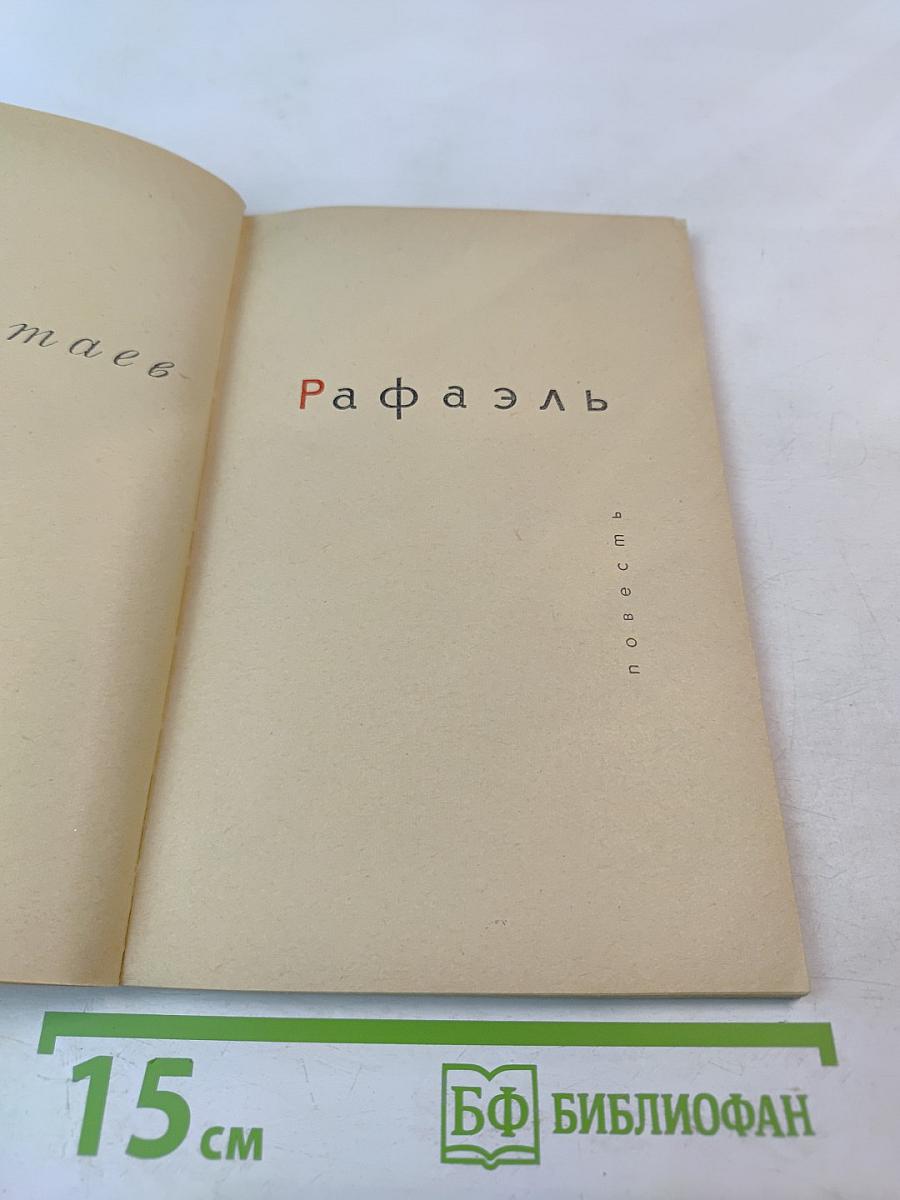 таев
Рафаэль
повесть
15 см
БФ БИБЛИОФАН